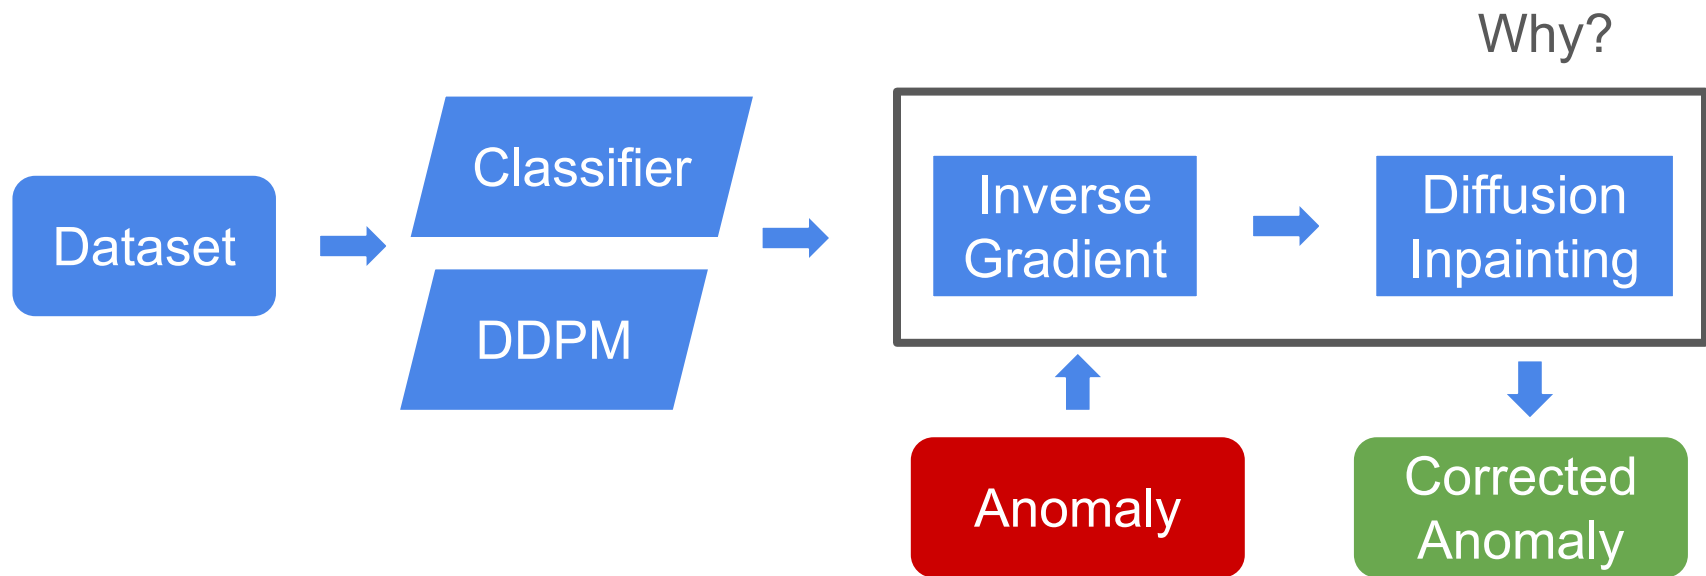 Why?
Dataset
Classifier
DDPM
Inverse
Gradient
Diffusion
Inpainting
Anomaly
Corrected
Anomaly